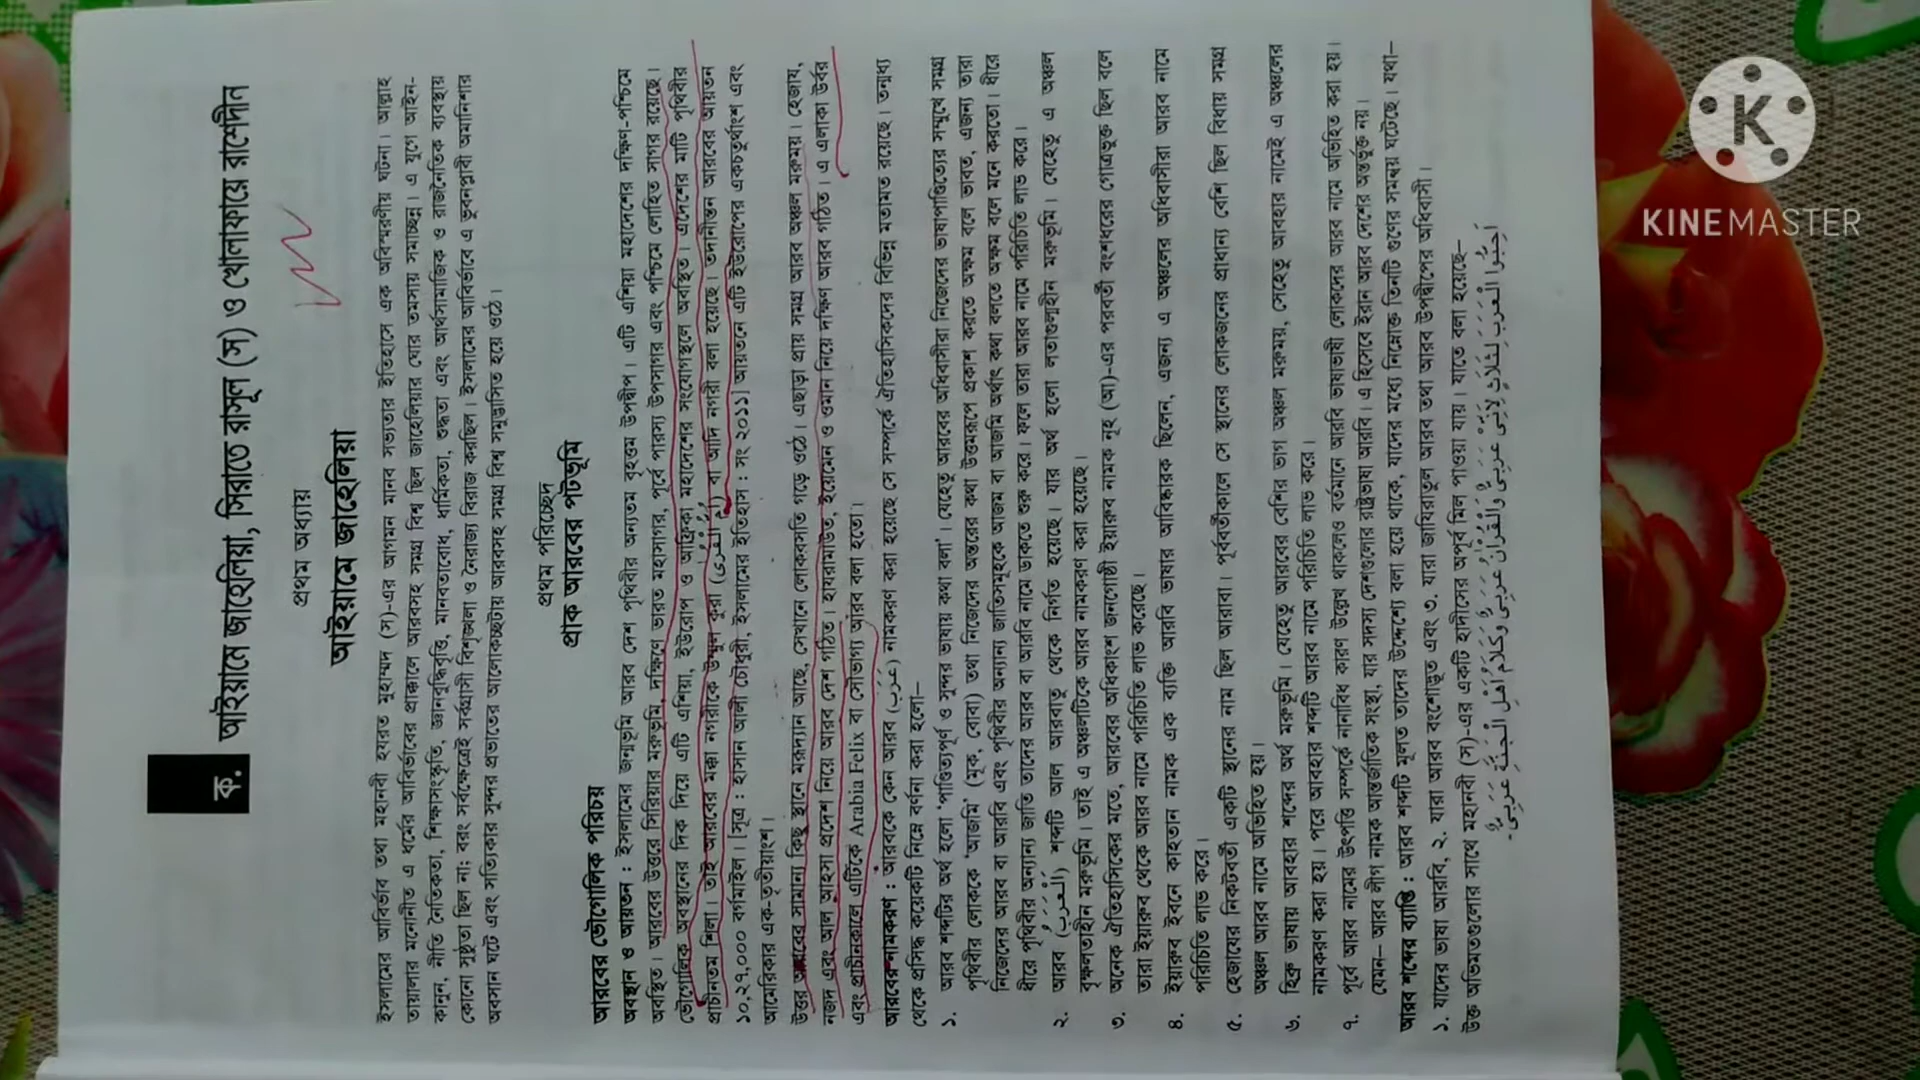 ক. আইয়ামে জাহেলিয়া, সিরাতে রাসূল (স) ও খোলাফায়ে রাশেদীন
প্রথম অধ্যায়
আইয়ামে জাহেলিয়া
ইসলামের আবির্ভাব তথা মহানবী হযরত মুহাম্মদ (স)-এর আগমন মানব সভ্যতার ইতিহাসে এক অবিস্মরণীয় ঘটনা। আল্লাহ
তায়ালার মনোনীত এ ধর্মের আবির্ভাবের প্রাক্কালে আরবসহ সমগ্র বিশ্ব ছিল জাহেলিয়ার ঘোর তমসায় সমাচ্ছন্ন। এ যুগে আইন-
কানুন, নীতি নৈতিকতা, শিক্ষাসংস্কৃতি, জ্ঞানবুদ্ধিবৃত্তি, মানবতাবোধ, ধার্মিকতা, শুদ্ধতা এবং আর্থসামাজিক ও রাজনৈতিক ব্যবস্থায়
কোনো সুষ্ঠুতা ছিল না; বরং সর্বক্ষেত্রেই সর্বগ্রাসী বিশৃঙ্খলা ও নৈরাজ্য বিরাজ করছিল। ইসলামের আবির্ভাবে এ ভুবনপ্লাবী অমানিশার
অবসান ঘটে এবং সত্যিকার সুন্দর প্রভাতের আলোকচ্ছটায় আরবসহ সমগ্র বিশ্ব সমুদ্ভাসিত হয়ে ওঠে।
প্রথম পরিচ্ছেদ
প্রাক আরবের পটভূমি
আরবের ভৌগোলিক পরিচয়
অবস্থান ও আয়তন : ইসলামের জন্মভূমি আরব দেশ পৃথিবীর অন্যতম বৃহত্তম উপদ্বীপ। এটি এশিয়া মহাদেশের দক্ষিণ-পশ্চিমে
অবস্থিত। আরবের উত্তরে সিরিয়ার মরুভূমি, দক্ষিণে ভারত মহাসাগর, পূর্বে পারস্য উপসাগর এবং পশ্চিমে লোহিত সাগর রয়েছে।
ভৌগোলিক অবস্থানের দিক দিয়ে এটি এশিয়া, ইউরোপ ও আফ্রিকা মহাদেশের সংযোগস্থলে অবস্থিত। এদেশের মাটি পৃথিবীর
প্রাচীনতম শিলা। তাই আরবের মক্কা নগরীকে উম্মুল কুরা (أُمُّ الْقُرَى) বা আদি নগরী বলা হয়েছে। তদানীন্তন আরবের আয়তন
১০,২৭,০০০ বর্গমাইল। [সূত্র : হাসান আলী চৌধুরী, ইসলামের ইতিহাস : সং ২০১১] আয়তনে এটি ইউরোপের একচতুর্থাংশ এবং
আমেরিকার এক-তৃতীয়াংশ।
উত্তর আরবের সামান্য কিছু স্থানে মরূদ্যান আছে, সেখানে লোকবসতি গড়ে ওঠে। এছাড়া প্রায় সমগ্র আরব অঞ্চল মরুময়। হেজায,
নজদ এবং আল আহসা প্রদেশ নিয়ে আরব দেশ গঠিত। হাযরামাউত, ইয়েমেন ও ওমান নিয়ে দক্ষিণ আরব গঠিত। এ এলাকা উর্বর
এবং প্রাচীনকালে এটিকে Arabia Felix বা সৌভাগ্য আরব বলা হতো।
আরবের নামকরণ : আরবকে কেন আরব (عَرَب) নামকরণ করা হয়েছে সে সম্পর্কে ঐতিহাসিকদের বিভিন্ন মতামত রয়েছে। তন্মধ্য
থেকে প্রসিদ্ধ কয়েকটি নিম্নে বর্ণনা করা হলো—
১. আরব শব্দটির অর্থ হলো 'পাণ্ডিত্যপূর্ণ ও সুন্দর ভাষায় কথা বলা'। যেহেতু আরবের অধিবাসীরা নিজেদের ভাষাপাণ্ডিত্যের সম্মুখে সমগ্র
পৃথিবীর লোককে 'আজমি' (মূক, বোবা) তথা নিজেদের অন্তরের কথা উত্তমরূপে প্রকাশ করতে অক্ষম বলে ভাবত, এজন্য তারা
নিজেদের আরব বা আরবি এবং পৃথিবীর অন্যান্য জাতিসমূহকে আজম বা আজমি অর্থাৎ কথা বলতে অক্ষম বলে মনে করতো। ধীরে
ধীরে পৃথিবীর অন্যান্য জাতি তাদের আরব বা আরবি নামে ডাকতে শুরু করে। ফলে তারা আরব নামে পরিচিতি লাভ করে।
২. আরব (الْعَرَبُ) শব্দটি আল আরবাতু থেকে নির্গত হয়েছে। যার অর্থ হলো লতাগুল্মহীন মরুভূমি। যেহেতু এ অঞ্চল
বৃক্ষলতাহীন মরুভূমি। তাই এ অঞ্চলটিকে আরব নামকরণ করা হয়েছে।
৩. অনেক ঐতিহাসিকের মতে, আরবের অধিকাংশ জনগোষ্ঠী ইয়ারুব নামক নূহ (আ)-এর পরবর্তী বংশধরের গোত্রভুক্ত ছিল বলে
তারা ইয়ারুব থেকে আরব নামে পরিচিতি লাভ করেছে।
৪. ইয়ারুব ইবনে কাহতান নামক এক ব্যক্তি আরবি ভাষার আবিষ্কারক ছিলেন, এজন্য এ অঞ্চলের অধিবাসীরা আরব নামে
পরিচিতি লাভ করে।
৫. হেজাযের নিকটবর্তী একটি স্থানের নাম ছিল আরাবা। পূর্ববর্তীকালে সে স্থানের লোকজনের প্রাধান্য বেশি ছিল বিধায় সমগ্র
অঞ্চল আরব নামে অভিহিত হয়।
৬. হিব্রু ভাষায় আবহার শব্দের অর্থ মরুভূমি। যেহেতু আরবের বেশির ভাগ অঞ্চল মরুময়, সেহেতু আবহার নামেই এ অঞ্চলের
নামকরণ করা হয়। পরে আবহার শব্দটি আরব নামে পরিচিতি লাভ করে।
৭. পূর্বে আরব নামের উৎপত্তি সম্পর্কে নানাবিধ কারণ উল্লেখ থাকলেও বর্তমানে আরবি ভাষাভাষী লোকদের আরব নামে অভিহিত করা হয়।
যেমন— আরব লীগ নামক আন্তর্জাতিক সংস্থা, যার সদস্য দেশগুলোর রাষ্ট্রভাষা আরবি। এ হিসেবে ইরান আরব দেশের অন্তর্ভুক্ত নয়।
আরব শব্দের ব্যাপ্তি : আরব শব্দটি মূলত তাদের উদ্দেশ্যে বলা হয়ে থাকে, যাদের মধ্যে নিম্নোক্ত তিনটি গুণের সমন্বয় ঘটেছে। যথা—
১. যাদের ভাষা আরবি, ২. যারা আরব বংশোদ্ভূত এবং ৩. যারা জাযিরাতুল আরব তথা আরব উপদ্বীপের অধিবাসী।
উক্ত অভিমতগুলোর সাথে মহানবী (স)-এর একটি হাদীসের অপূর্ব মিল পাওয়া যায়। যাতে বলা হয়েছে—
اَحِبُّوا الْعَرَبَ لِثَلَاثٍ لِاَنِّى عَرَبِىٌّ وَالْقُرْاٰنُ عَرَبِىٌّ وَكَلَامُ اَهْلِ الْجَنَّةِ عَرَبِىٌّ ـ
K
KINEMASTER